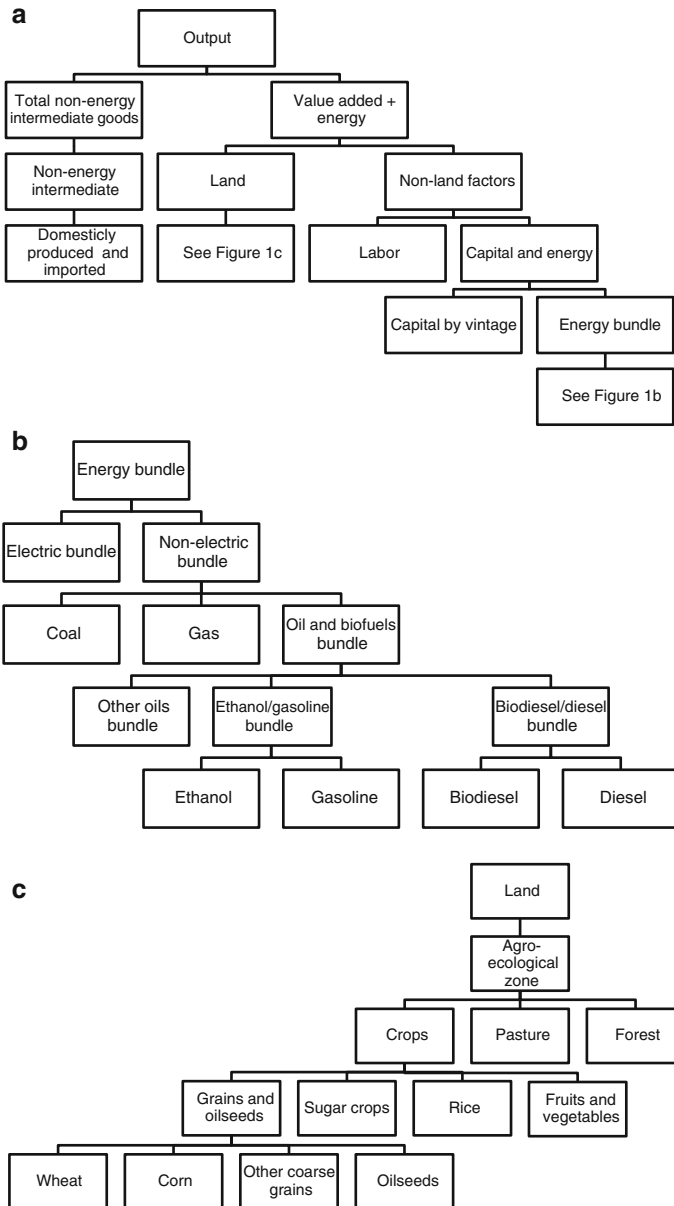 a
Output
Total non-energy
intermediate goods
Value added +
energy
Non-energy
intermediate
Land
Non-land factors
Domesticly
produced and
imported
See Figure 1c
Labor
Capital and energy
Capital by vintage
Energy bundle
See Figure 1b
b
Energy bundle
Electric bundle
Non-electric
bundle
Coal
Gas
Oil and biofuels
bundle
Other oils
bundle
Ethanol/gasoline
bundle
Biodiesel/diesel
bundle
Ethanol
Gasoline
Biodiesel
Diesel
c
Land
Agro-
ecological
zone
Crops
Pasture
Forest
Grains and
oilseeds
Sugar crops
Rice
Fruits and
vegetables
Wheat
Corn
Other coarse
grains
Oilseeds